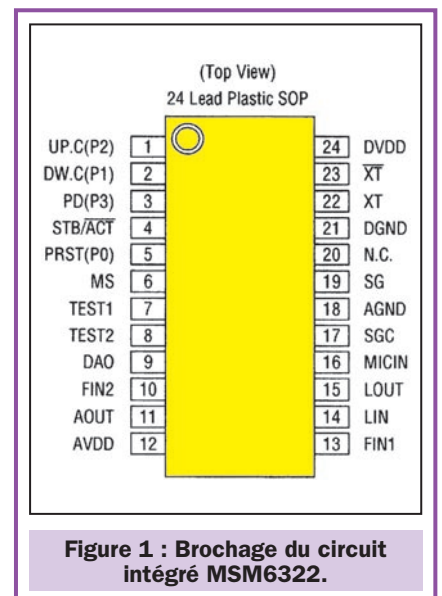 (Top View)
24 Lead Plastic SOP
UP.C(P2) 1 24 DVDD
DW.C(P1) 2 23 X̅T̅
PD(P3) 3 22 XT
STB/A̅C̅T̅ 4 21 DGND
PRST(P0) 5 20 N.C.
MS 6 19 SG
TEST1 7 18 AGND
TEST2 8 17 SGC
DAO 9 16 MICIN
FIN2 10 15 LOUT
AOUT 11 14 LIN
AVDD 12 13 FIN1
Figure 1 : Brochage du circuit
intégré MSM6322.